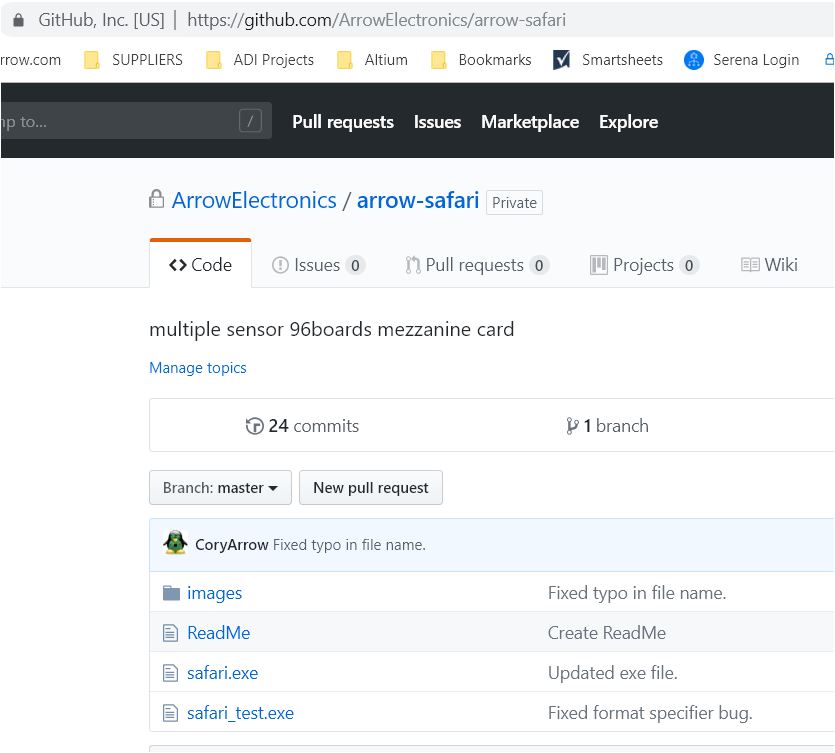 GitHub, Inc. [US] | https://github.com/ArrowElectronics/arrow-safari
rrow.com SUPPLIERS ADI Projects Altium Bookmarks Smartsheets Serena Login
np to... / Pull requests Issues Marketplace Explore
ArrowElectronics / arrow-safari Private
Code Issues 0 Pull requests 0 Projects 0 Wiki
multiple sensor 96boards mezzanine card
Manage topics
24 commits 1 branch
Branch: master New pull request
CoryArrow Fixed typo in file name.
images Fixed typo in file name.
ReadMe Create ReadMe
safari.exe Updated exe file.
safari_test.exe Fixed format specifier bug.